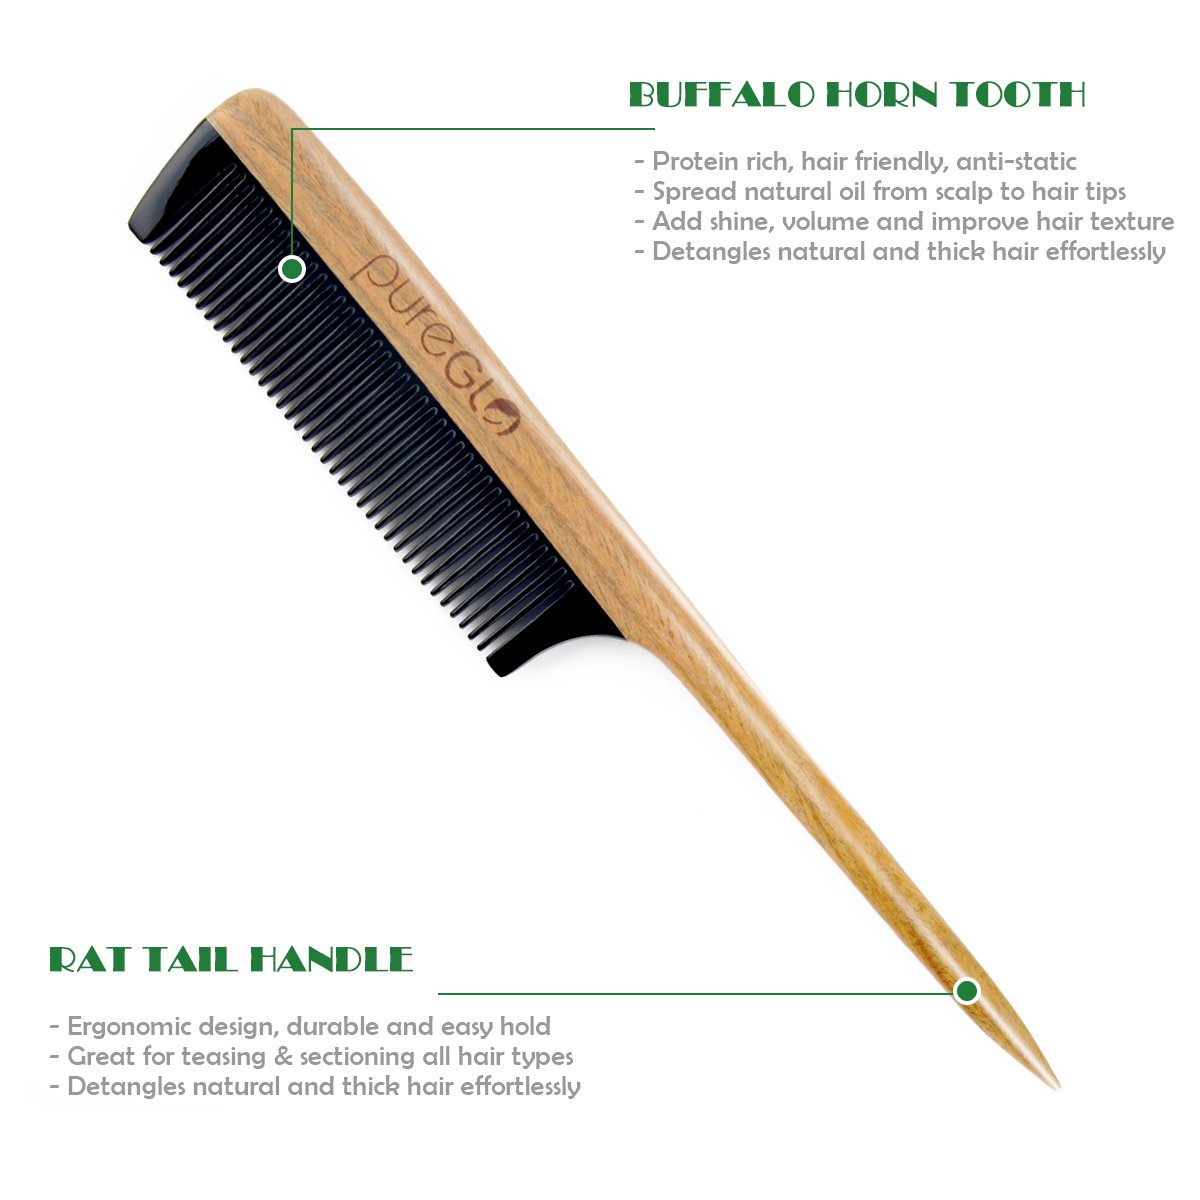 BUFFALO HORN TOOTH
- Protein rich, hair friendly, anti-static
- Spread natural oil from scalp to hair tips
- Add shine, volume and improve hair texture
- Detangles natural and thick hair effortlessly
pureGlo
RAT TAIL HANDLE
- Ergonomic design, durable and easy hold
- Great for teasing & sectioning all hair types
- Detangles natural and thick hair effortlessly